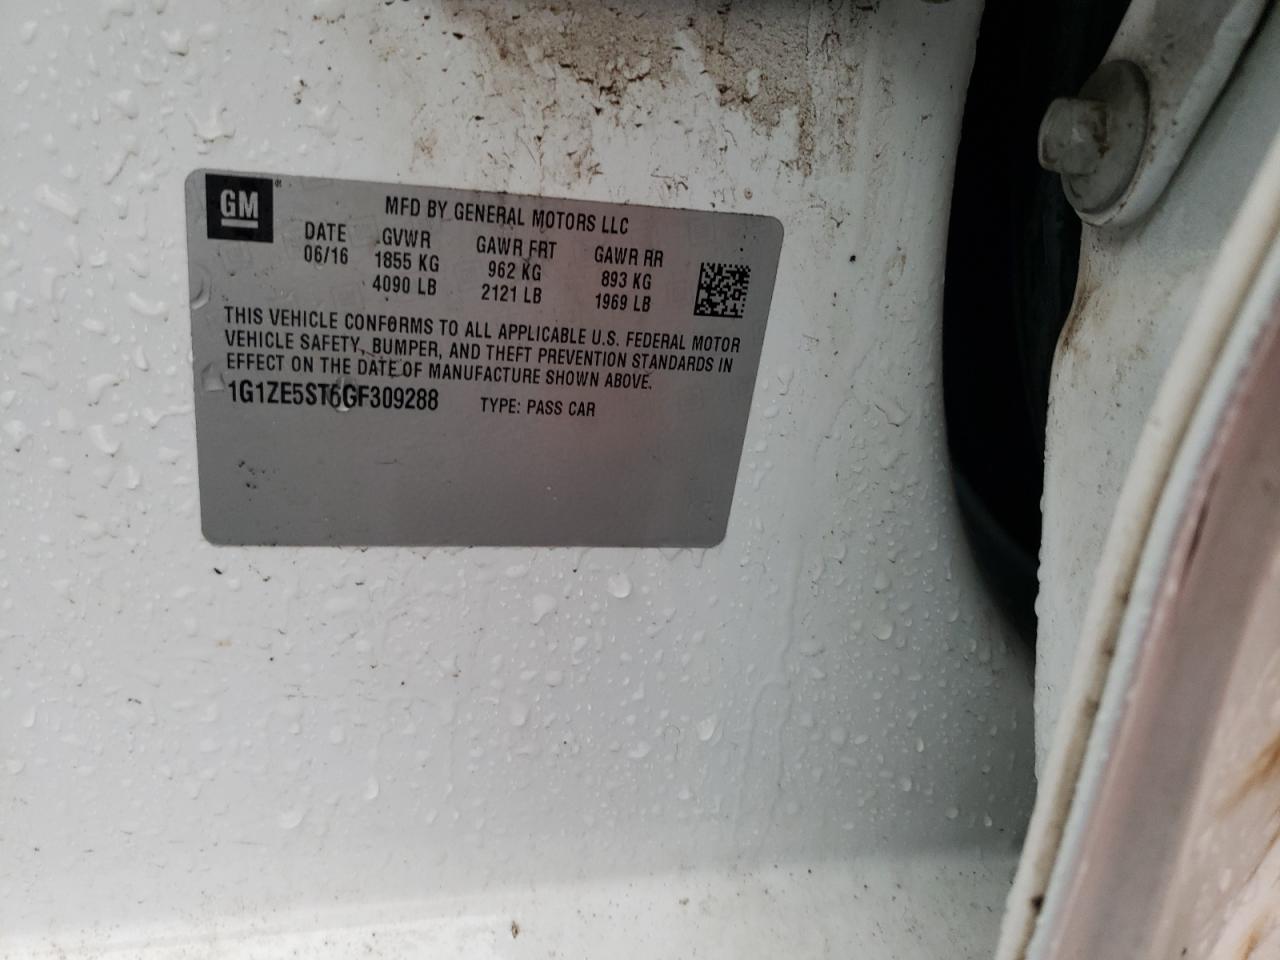 GM
MFD BY GENERAL MOTORS LLC
DATE GVWR GAWR FRT GAWR RR
06/16 1855 KG 962 KG 893 KG
4090 LB 2121 LB 1969 LB
THIS VEHICLE CONFORMS TO ALL APPLICABLE U.S. FEDERAL MOTOR
VEHICLE SAFETY, BUMPER, AND THEFT PREVENTION STANDARDS IN
EFFECT ON THE DATE OF MANUFACTURE SHOWN ABOVE.
1G1ZE5ST6GF309288 TYPE: PASS CAR